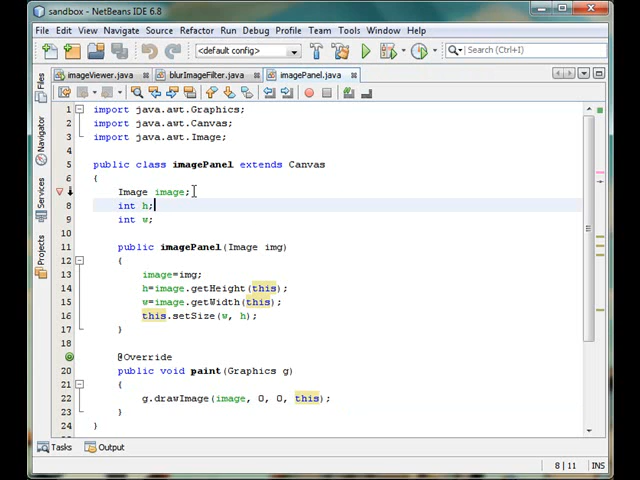 sandbox - NetBeans IDE 6.8
File Edit View Navigate Source Refactor Run Debug Profile Team Tools Window Help
<default config> Search (Ctrl+I)
imageViewer.java blurImageFilter.java imagePanel.java
Files
Navigator
Services
Projects
1 import java.awt.Graphics;
2 import java.awt.Canvas;
3 import java.awt.Image;
4
5 public class imagePanel extends Canvas
6 {
Image image;
8 int h;
9 int w;
10
11 public imagePanel(Image img)
12 {
13 image=img;
14 h=image.getHeight(this);
15 w=image.getWidth(this);
16 this.setSize(w, h);
17 }
18
@Override
20 public void paint(Graphics g)
21 {
22 g.drawImage(image, 0, 0, this);
23 }
24 }
Tasks Output
8 | 11